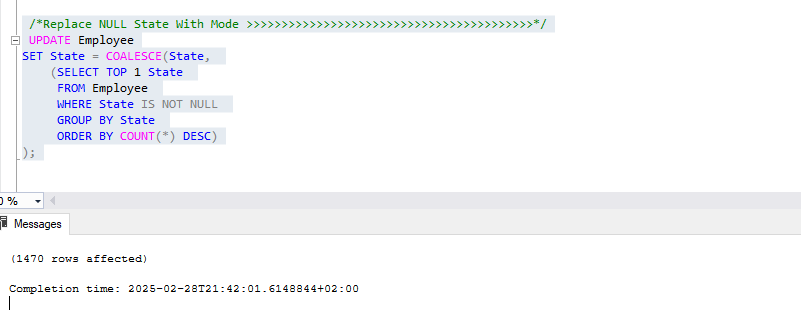 /*Replace NULL State With Mode >>>>>>>>>>>>>>>>>>>>>>>>>>>>>>>>>>>>>>>>>*/
UPDATE Employee
SET State = COALESCE(State,
(SELECT TOP 1 State
FROM Employee
WHERE State IS NOT NULL
GROUP BY State
ORDER BY COUNT(*) DESC)
);
0 %
Messages
(1470 rows affected)
Completion time: 2025-02-28T21:42:01.6148844+02:00